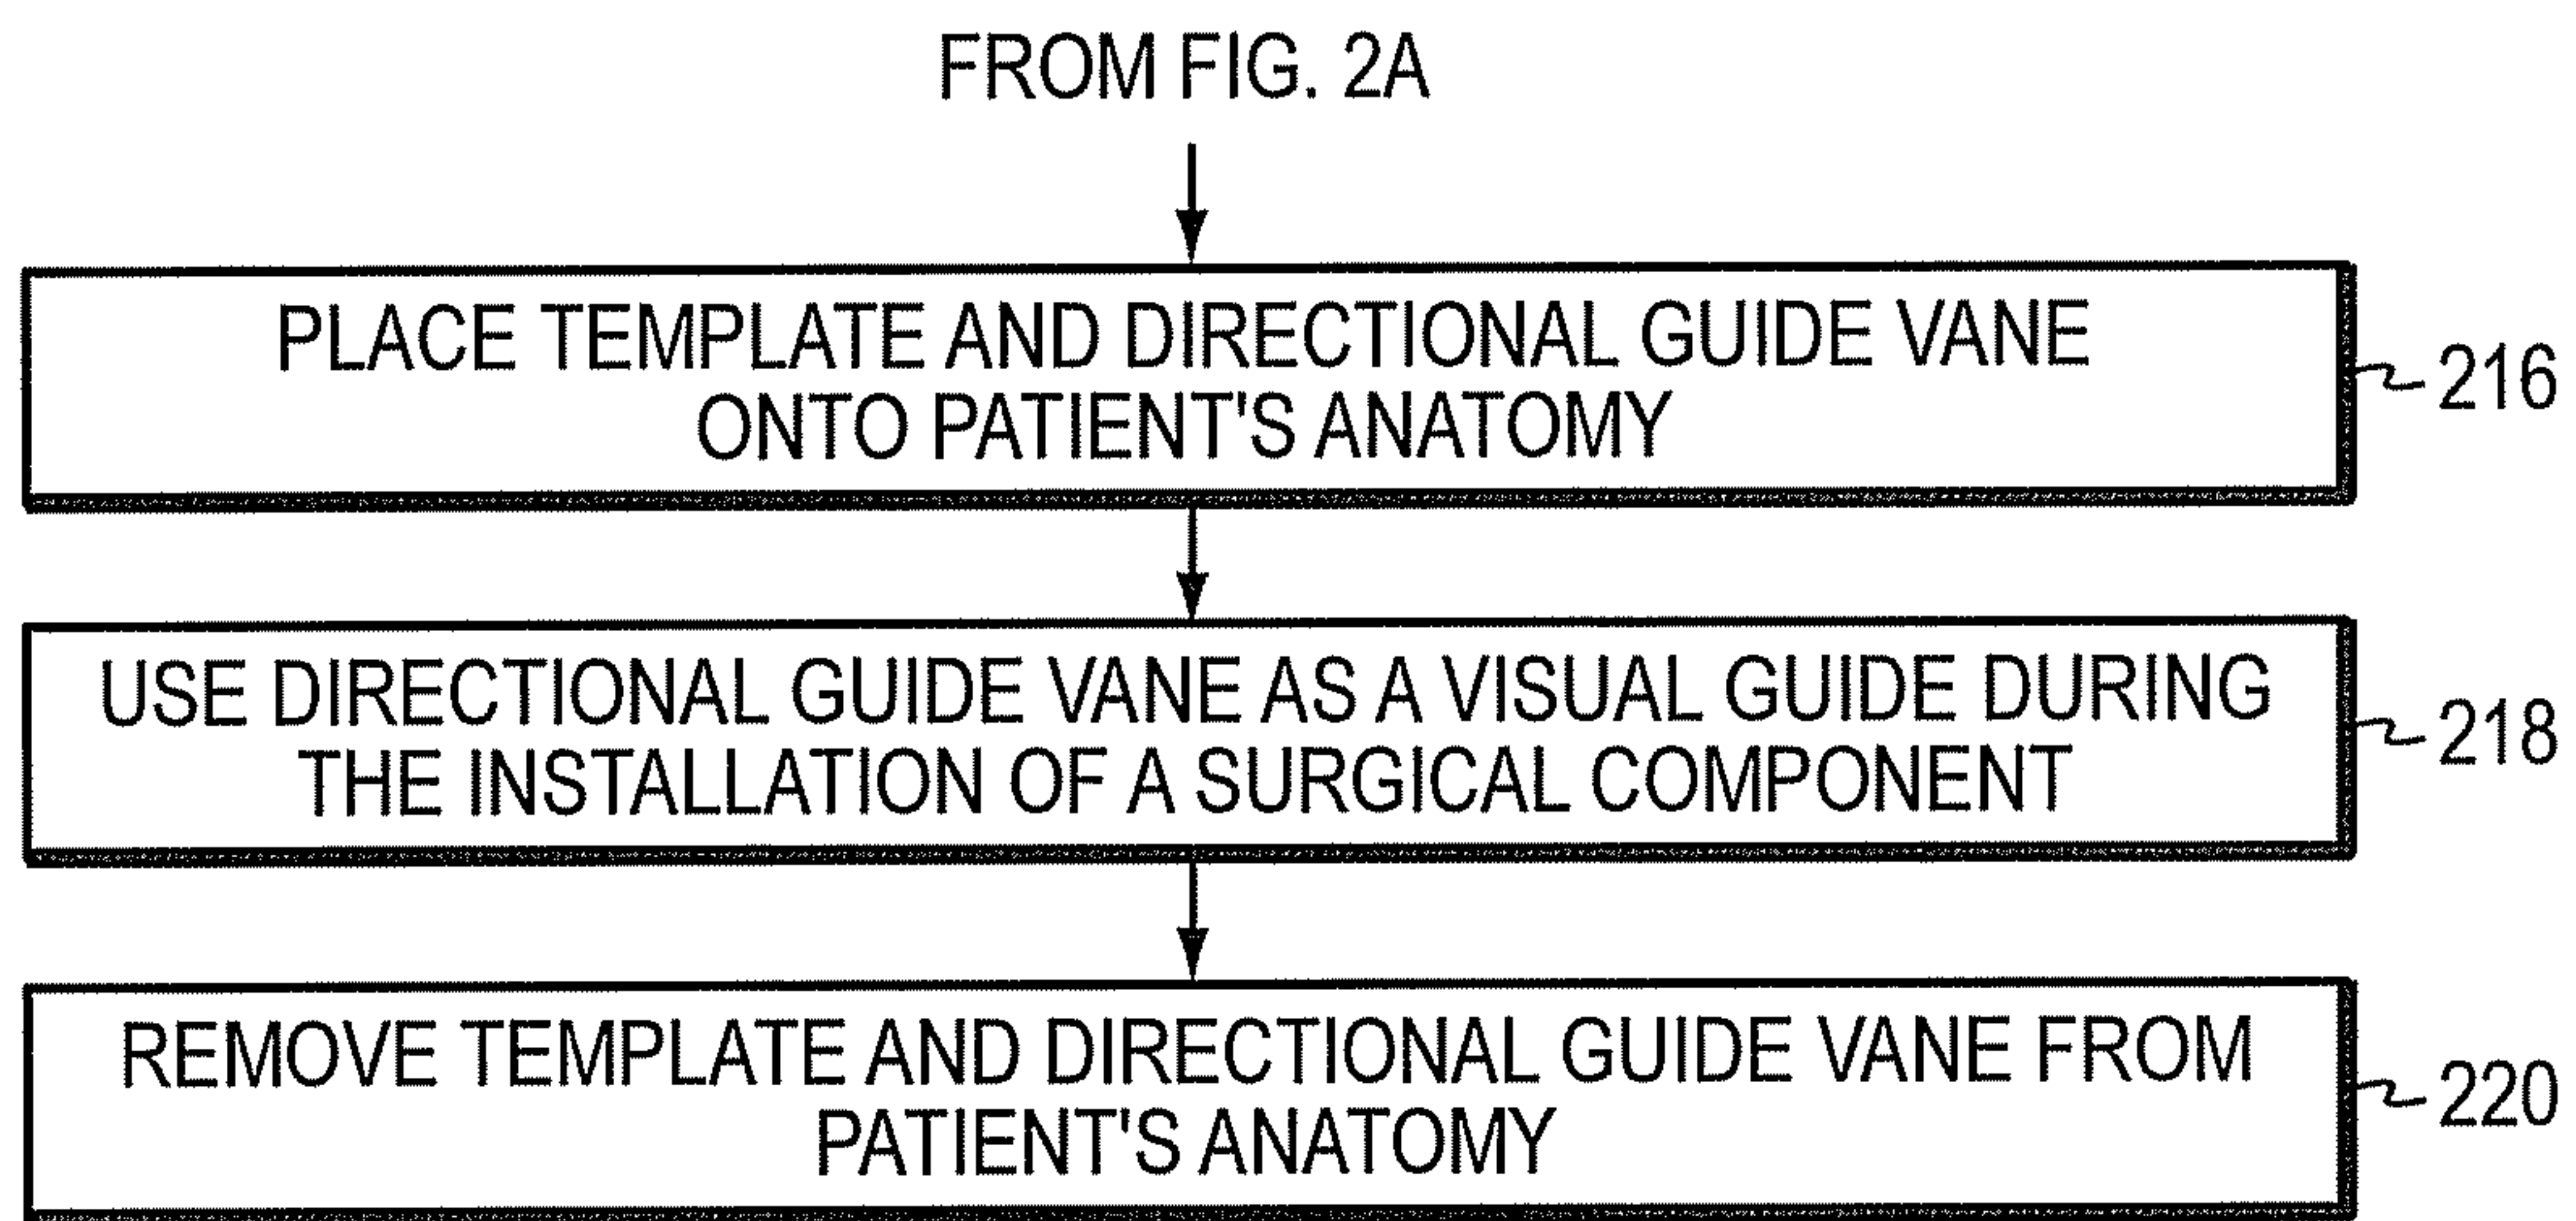 FROM FIG. 2A
PLACE TEMPLATE AND DIRECTIONAL GUIDE VANE
ONTO PATIENT'S ANATOMY
216
USE DIRECTIONAL GUIDE VANE AS A VISUAL GUIDE DURING
THE INSTALLATION OF A SURGICAL COMPONENT
218
REMOVE TEMPLATE AND DIRECTIONAL GUIDE VANE FROM
PATIENT'S ANATOMY
220